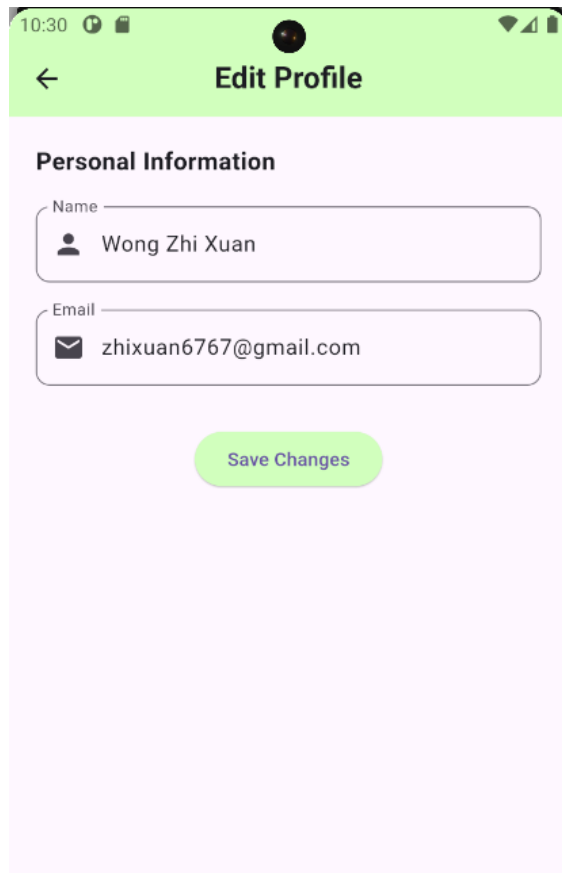 10:30
Edit Profile
Personal Information
Name
Wong Zhi Xuan
Email
zhixuan6767@gmail.com
Save Changes